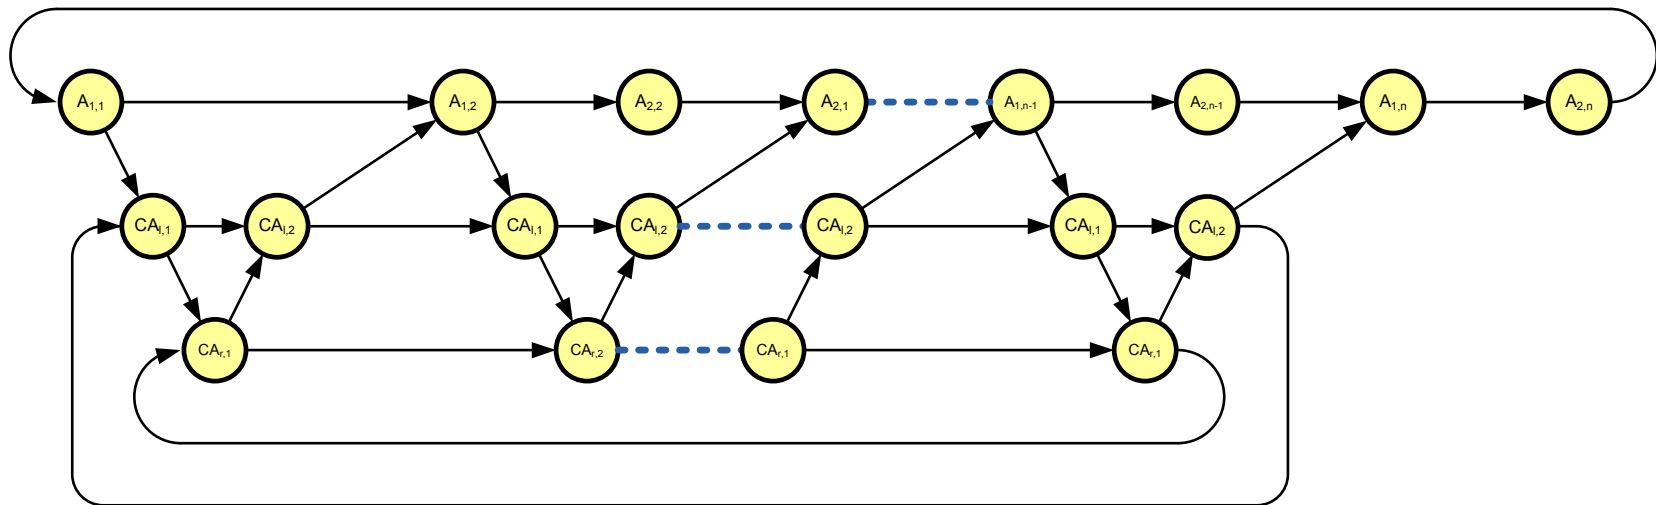 A1,1 A1,2 A2,2 A2,1 A1,n-1 A2,n-1 A1,n A2,n
CAl,1 CAl,2 CAl,1 CAl,2 CAl,2 CAl,1 CAl,2
CAr,1 CAr,2 CAr,1 CAr,1